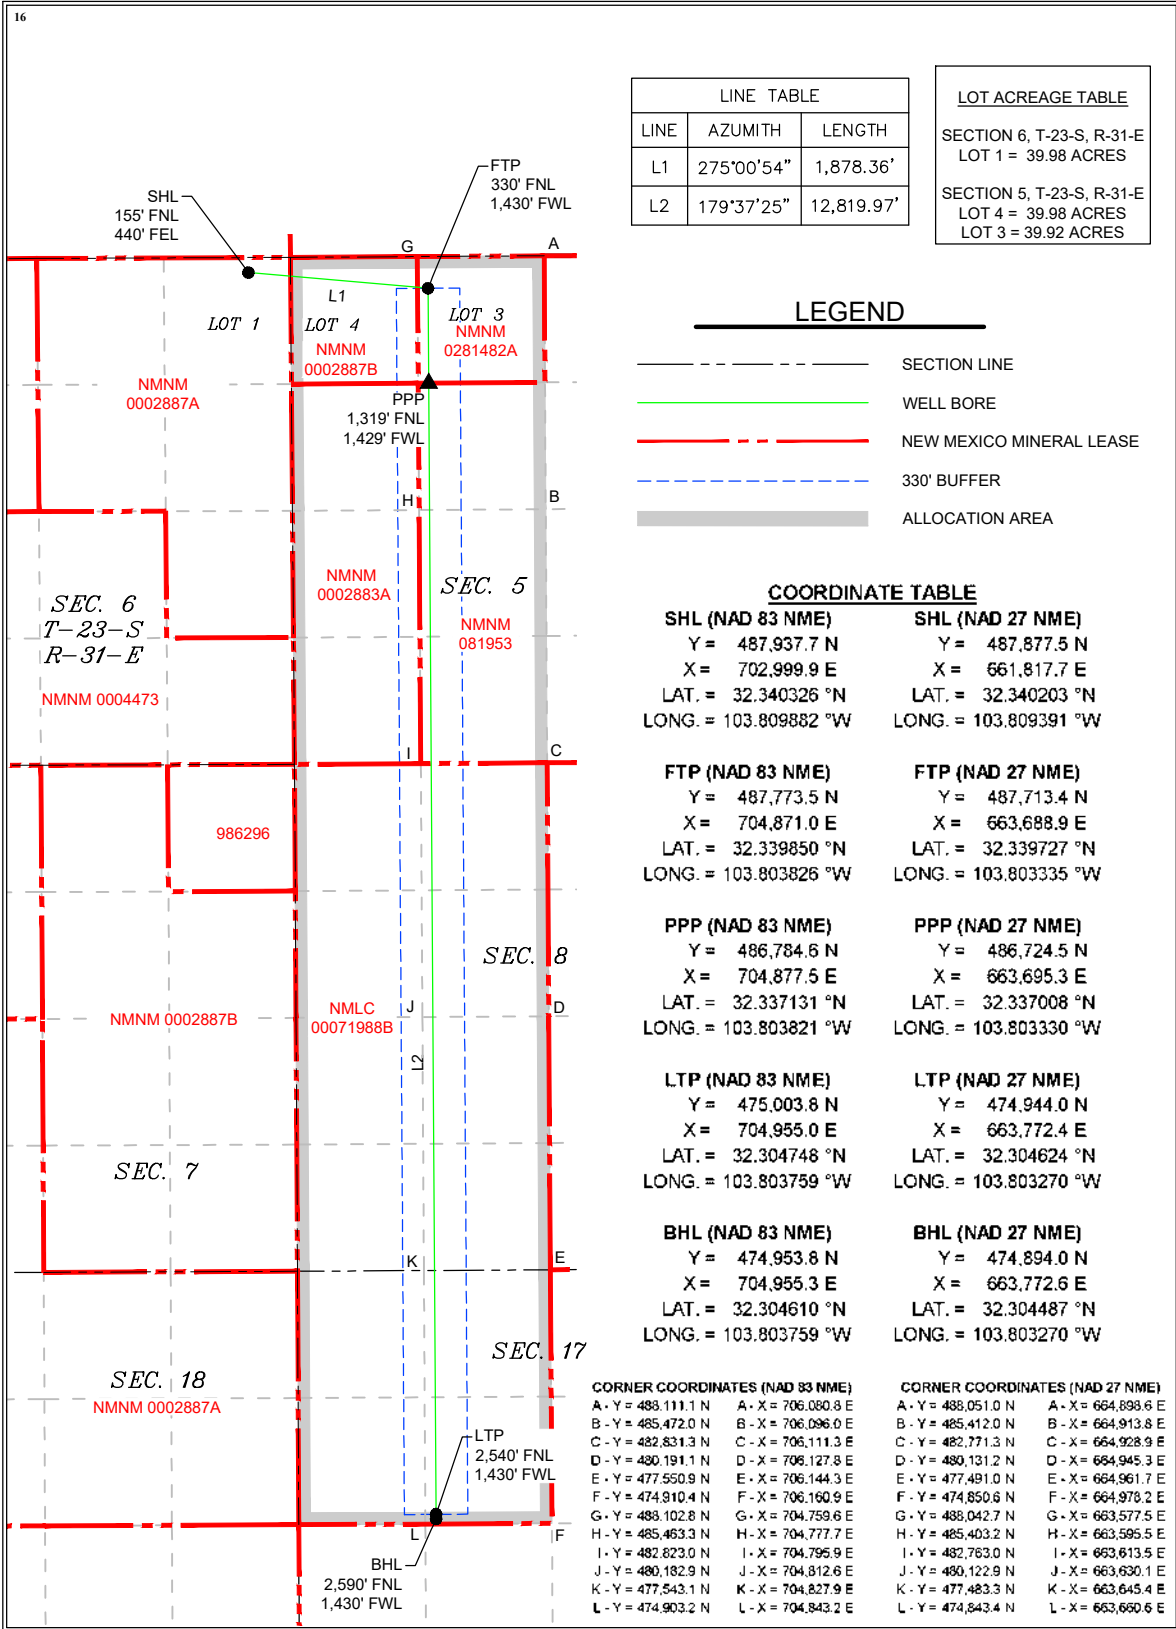 16
LINE TABLE
LINE AZUMITH LENGTH
L1 275°00'54" 1,878.36'
L2 179°37'25" 12,819.97'
LOT ACREAGE TABLE
SECTION 6, T-23-S, R-31-E
LOT 1 = 39.98 ACRES
SECTION 5, T-23-S, R-31-E
LOT 4 = 39.98 ACRES
LOT 3 = 39.92 ACRES
SHL
155' FNL
440' FEL
FTP
330' FNL
1,430' FWL
G
A
L1
LOT 1
LOT 4
LOT 3
NMNM
0002887B
NMNM
0281482A
NMNM
0002887A
PPP
1,319' FNL
1,429' FWL
H
B
NMNM
0002883A
SEC. 5
NMNM
081953
SEC. 6
T-23-S
R-31-E
NMNM 0004473
I
C
986296
SEC. 8
NMNM 0002887B
NMLC
00071988B
J
D
L2
SEC. 7
K
E
SEC. 17
SEC. 18
NMNM 0002887A
LTP
2,540' FNL
1,430' FWL
L
F
BHL
2,590' FNL
1,430' FWL
LEGEND
SECTION LINE
WELL BORE
NEW MEXICO MINERAL LEASE
330' BUFFER
ALLOCATION AREA
COORDINATE TABLE
SHL (NAD 83 NME) SHL (NAD 27 NME)
Y = 487,937.7 N Y = 487,877.5 N
X = 702,999.9 E X = 661,817.7 E
LAT. = 32.340326 °N LAT. = 32.340203 °N
LONG. = 103.809882 °W LONG. = 103.809391 °W
FTP (NAD 83 NME) FTP (NAD 27 NME)
Y = 487,773.5 N Y = 487,713.4 N
X = 704,871.0 E X = 663,688.9 E
LAT. = 32.339850 °N LAT. = 32.339727 °N
LONG. = 103.803826 °W LONG. = 103.803335 °W
PPP (NAD 83 NME) PPP (NAD 27 NME)
Y = 486,784.6 N Y = 486,724.5 N
X = 704,877.5 E X = 663,695.3 E
LAT. = 32.337131 °N LAT. = 32.337008 °N
LONG. = 103.803821 °W LONG. = 103.803330 °W
LTP (NAD 83 NME) LTP (NAD 27 NME)
Y = 475,003.8 N Y = 474,944.0 N
X = 704,955.0 E X = 663,772.4 E
LAT. = 32.304748 °N LAT. = 32.304624 °N
LONG. = 103.803759 °W LONG. = 103.803270 °W
BHL (NAD 83 NME) BHL (NAD 27 NME)
Y = 474,953.8 N Y = 474,894.0 N
X = 704,955.3 E X = 663,772.6 E
LAT. = 32.304610 °N LAT. = 32.304487 °N
LONG. = 103.803759 °W LONG. = 103.803270 °W
CORNER COORDINATES (NAD 83 NME) CORNER COORDINATES (NAD 27 NME)
A - Y = 488,111.1 N A - X = 706,080.8 E A - Y = 488,051.0 N A - X = 664,898.6 E
B - Y = 485,472.0 N B - X = 706,096.0 E B - Y = 485,412.0 N B - X = 664,913.8 E
C - Y = 482,831.3 N C - X = 706,111.3 E C - Y = 482,771.3 N C - X = 664,928.9 E
D - Y = 480,191.1 N D - X = 706,127.8 E D - Y = 480,131.2 N D - X = 664,945.3 E
E - Y = 477,550.9 N E - X = 706,144.3 E E - Y = 477,491.0 N E - X = 664,961.7 E
F - Y = 474,910.4 N F - X = 706,160.9 E F - Y = 474,850.6 N F - X = 664,978.2 E
G - Y = 488,102.8 N G - X = 704,759.6 E G - Y = 488,042.7 N G - X = 663,577.5 E
H - Y = 485,463.3 N H - X = 704,777.7 E H - Y = 485,403.2 N H - X = 663,595.5 E
I - Y = 482,823.0 N I - X = 704,795.9 E I - Y = 482,763.0 N I - X = 663,613.5 E
J - Y = 480,182.9 N J - X = 704,812.6 E J - Y = 480,122.9 N J - X = 663,630.1 E
K - Y = 477,543.1 N K - X = 704,827.9 E K - Y = 477,483.3 N K - X = 663,645.4 E
L - Y = 474,903.2 N L - X = 704,843.2 E L - Y = 474,843.4 N L - X = 663,660.6 E